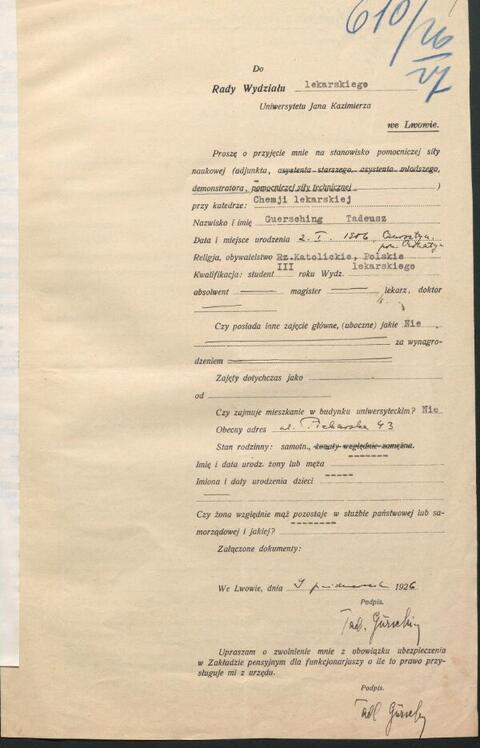 610/26
27
Do
Rady Wydziału lekarskiego
Uniwersytetu Jana Kazimierza
we Lwowie.
Proszę o przyjęcie mnie na stanowisko pomocniczej siły
naukowej (adjunkta, asystenta starszego, asystenta młodszego,
demonstratora, pomocniczej siły technicznej )
przy katedrze: Chemji lekarskiej
Nazwisko i imię Guersching Tadeusz
Data i miejsce urodzenia 2. I. 1906,
Religja, obywatelstwo Rz.Katolickie, Polskie
Kwalifikacja: student III roku Wydz. lekarskiego
absolwent magister lekarz, doktor
Czy posiada inne zajęcie główne, (uboczne) jakie Nie
za wynagro-
dzeniem
Zajęty dotychczas jako
od
Czy zajmuje mieszkanie w budynku uniwersyteckim? Nie
Obecny adres ul. Piekarska 43
Stan rodzinny: samotn., żonaty względnie zamężna.
Imię i data urodz. żony lub męża
Imiona i daty urodzenia dzieci
Czy żona względnie mąż pozostaje w służbie państwowej lub sa-
morządowej i jakiej?
Załączone dokumenty:
We Lwowie, dnia 9 październik 1926
Podpis.
Tad. Gürsching
Upraszam o zwolnienie mnie z obowiązku ubezpieczenia
w Zakładzie pensyjnym dla funkcjonarjuszy o ile to prawo przy-
sługuje mi z urzędu.
Podpis.
Tad Gürsching